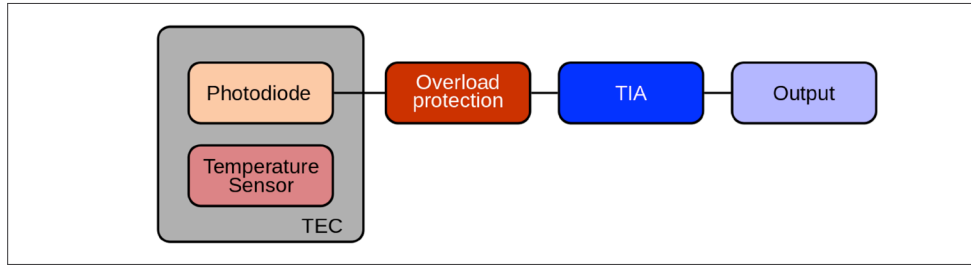 Photodiode
Overload
protection
TIA
Output
Temperature
Sensor
TEC